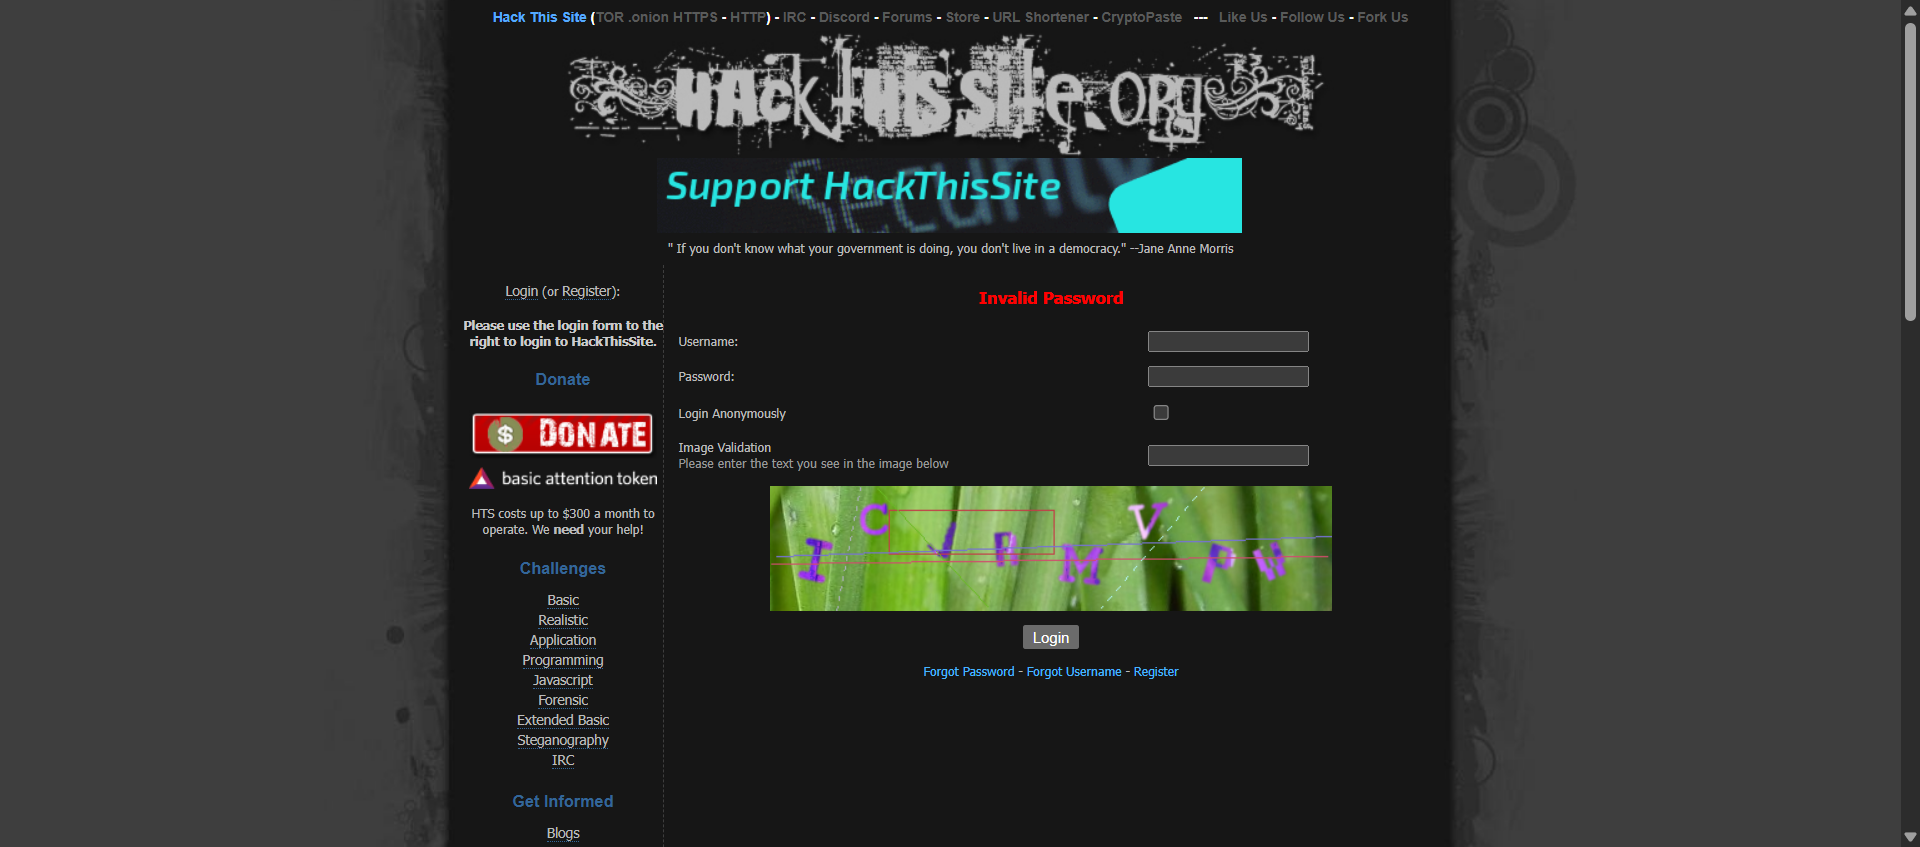 Hack This Site (TOR .onion HTTPS - HTTP) - IRC - Discord - Forums - Store - URL Shortener - CryptoPaste --- Like Us - Follow Us - Fork Us
HACk THIS SItE.ORG
Support HackThisSite
Security
" If you don't know what your government is doing, you don't live in a democracy." --Jane Anne Morris
Login (or Register):
Please use the login form to the
right to login to HackThisSite.
Donate
$ DONATE
basic attention token
HTS costs up to $300 a month to
operate. We need your help!
Challenges
Basic
Realistic
Application
Programming
Javascript
Forensic
Extended Basic
Steganography
IRC
Get Informed
Blogs
Invalid Password
Username:
Password:
Login Anonymously
Image Validation
Please enter the text you see in the image below
Login
Forgot Password - Forgot Username - Register